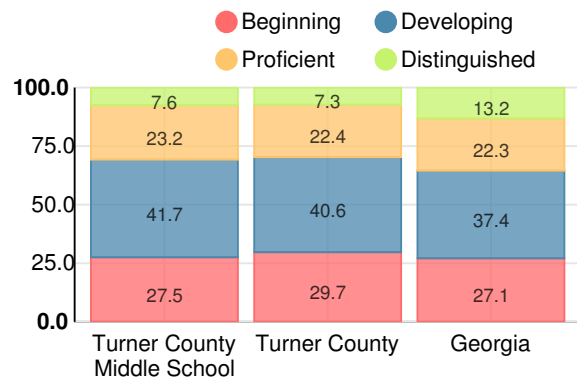 Beginning
Developing
Proficient
Distinguished
100.0
75.0
50.0
25.0
0.0
7.6
7.3
13.2
23.2
22.4
22.3
41.7
40.6
37.4
27.5
29.7
27.1
Turner County
Middle School
Turner County
Georgia